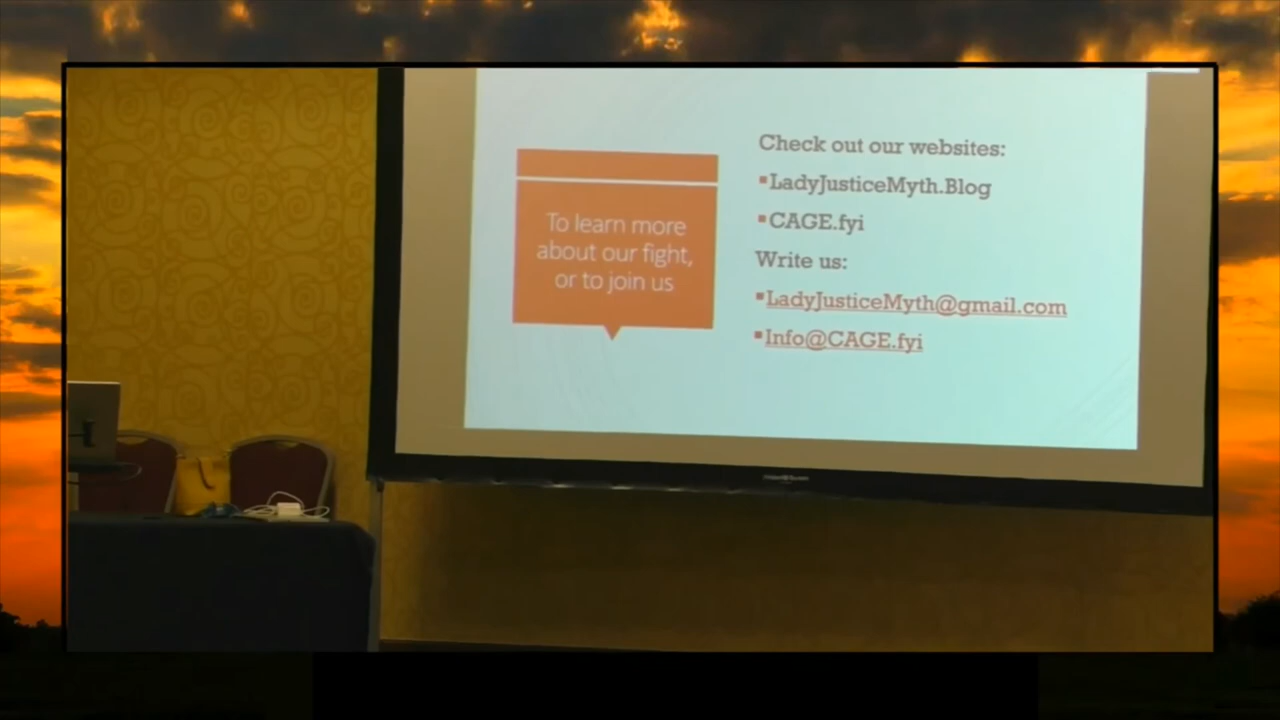 To learn more
about our fight,
or to join us
Check out our websites:
▪LadyJusticeMyth.Blog
▪CAGE.fyi
Write us:
▪LadyJusticeMyth@gmail.com
▪Info@CAGE.fyi